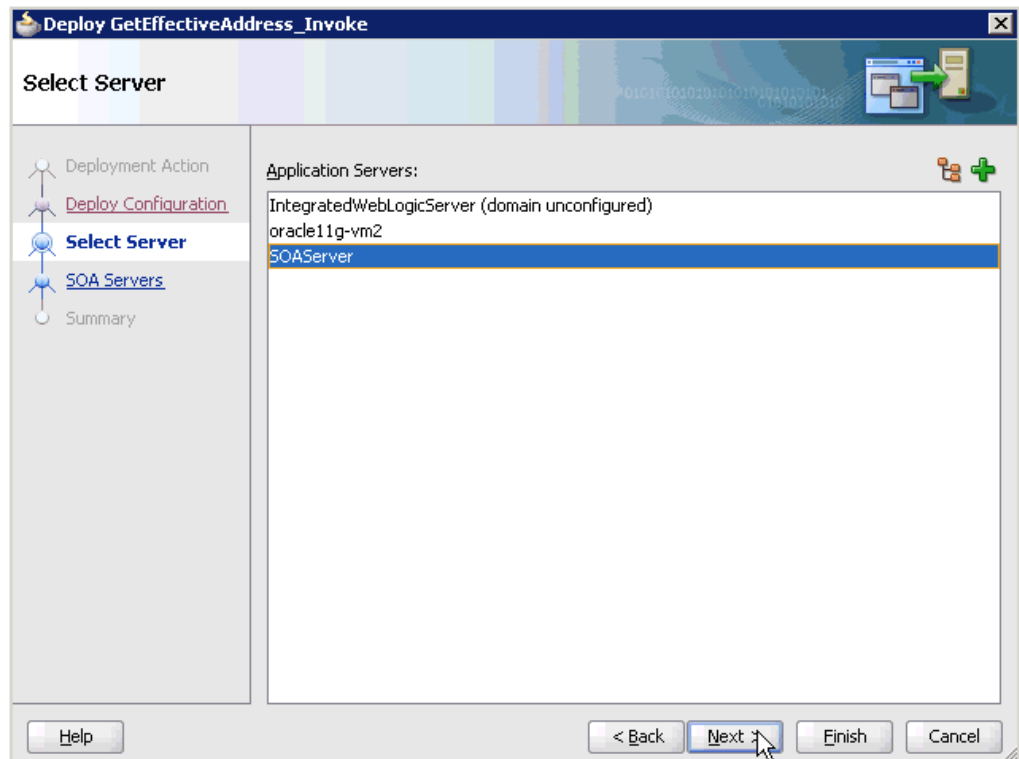 Deploy GetEffectiveAddress_Invoke
Select Server
Deployment Action
Deploy Configuration
Select Server
SOA Servers
Summary
Application Servers:
IntegratedWebLogicServer (domain unconfigured)
oracle11g-vm2
SOAServer
Help
< Back
Next >
Finish
Cancel